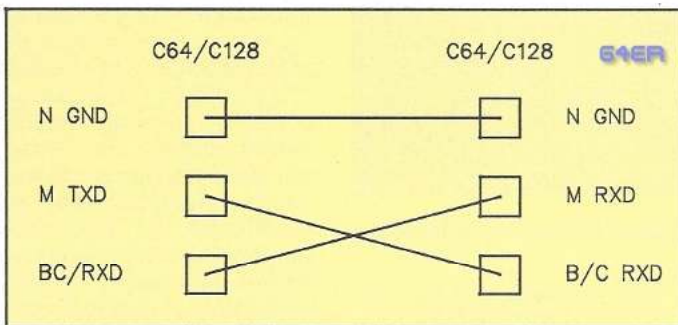 C64/C128 C64/C128 64ER
N GND N GND
M TXD M RXD
BC/RXD B/C RXD